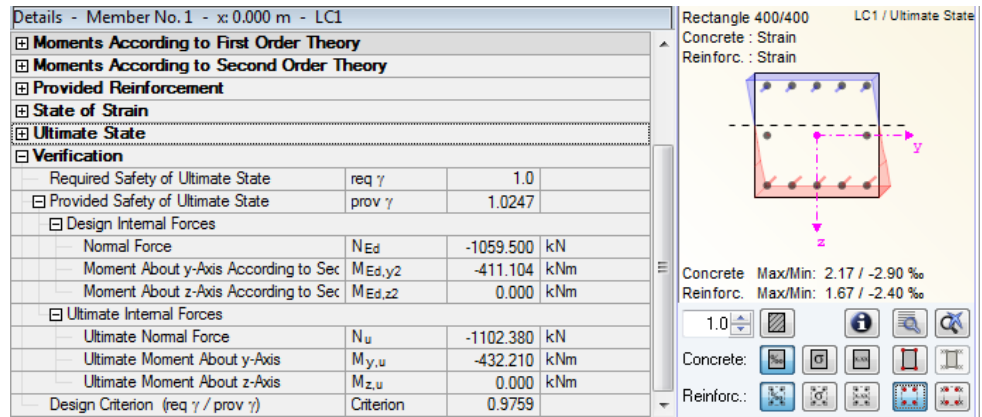 Details - Member No. 1 - x: 0.000 m - LC1
Moments According to First Order Theory
Moments According to Second Order Theory
Provided Reinforcement
State of Strain
Ultimate State
Verification
Required Safety of Ultimate State req γ 1.0
Provided Safety of Ultimate State prov γ 1.0247
Design Internal Forces
Normal Force NEd -1059.500 kN
Moment About y-Axis According to Sec MEd,y2 -411.104 kNm
Moment About z-Axis According to Sec MEd,z2 0.000 kNm
Ultimate Internal Forces
Ultimate Normal Force Nu -1102.380 kN
Ultimate Moment About y-Axis My,u -432.210 kNm
Ultimate Moment About z-Axis Mz,u 0.000 kNm
Design Criterion (req γ / prov γ) Criterion 0.9759
Rectangle 400/400 LC1 / Ultimate State
Concrete : Strain
Reinforc. : Strain
y
z
Concrete Max/Min: 2.17 / -2.90 ‰
Reinforc. Max/Min: 1.67 / -2.40 ‰
1.0
Concrete: ‰ σ
Reinforc.: σ